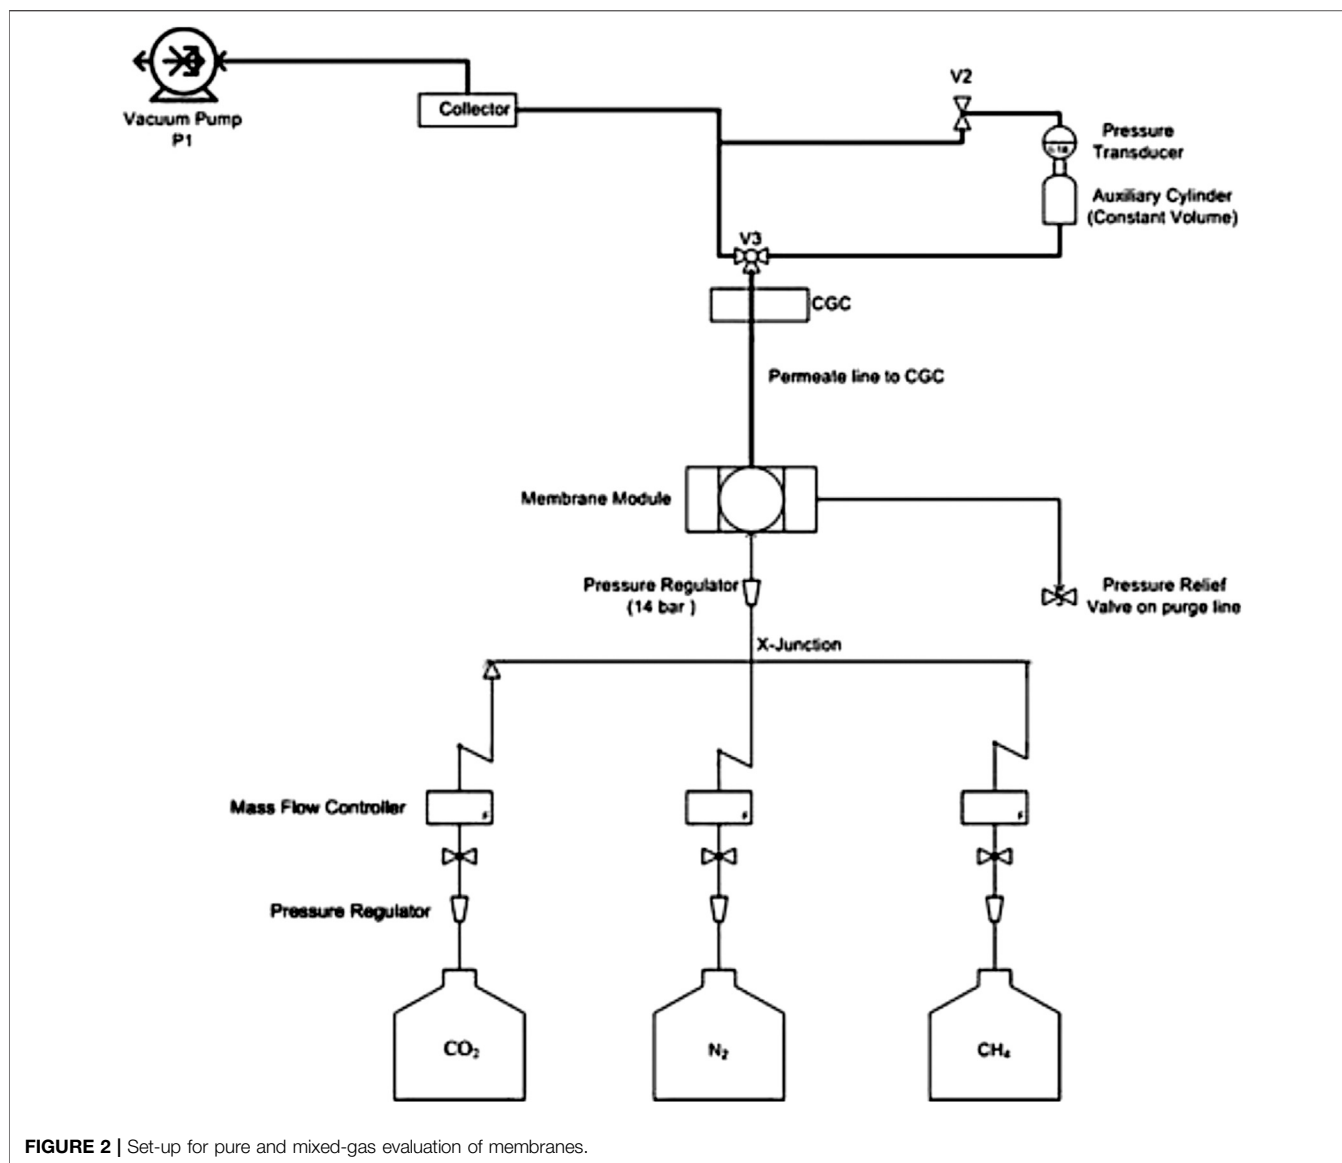 V2
Collector
Vacuum Pump
P1
Pressure
Transducer
Auxiliary Cylinder
(Constant Volume)
V3
CGC
Permeate line to CGC
Membrane Module
Pressure Regulator
(14 bar )
Pressure Relief
Valve on purge line
X-Junction
Mass Flow Controller
F
F
F
Pressure Regulator
CO₂
N₂
CH₄
FIGURE 2 | Set-up for pure and mixed-gas evaluation of membranes.